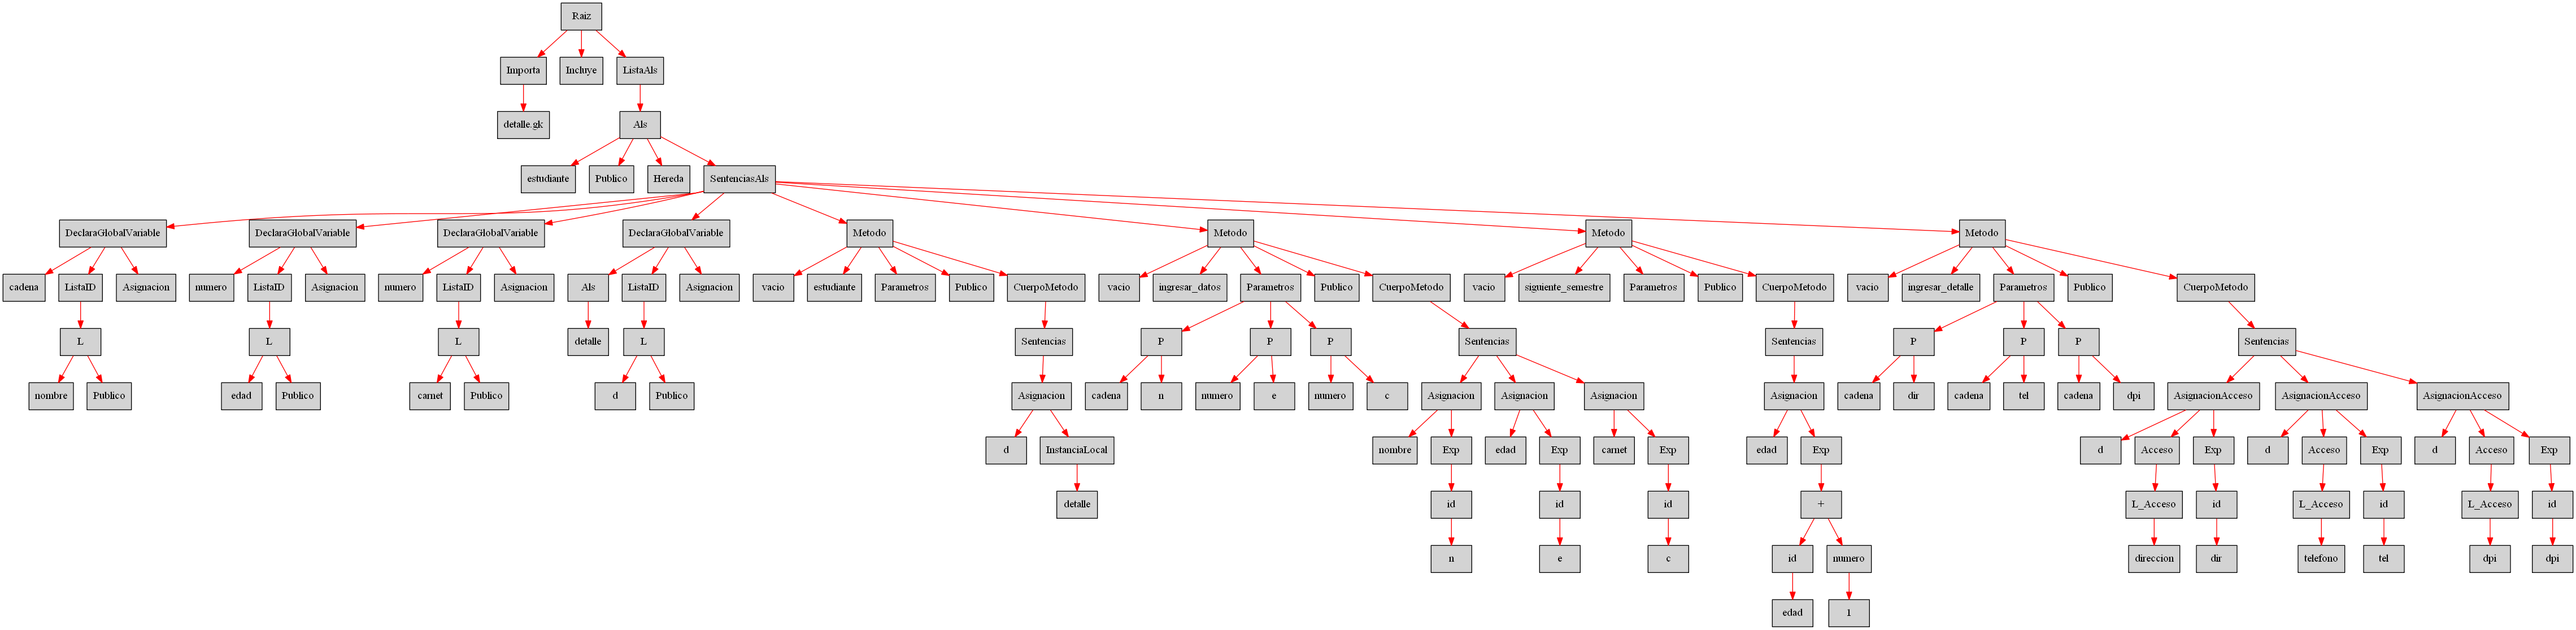 Raiz
Importa Incluye ListaAls
detalle.gk Als
estudiante Publico Hereda SentenciasAls
DeclaraGlobalVariable DeclaraGlobalVariable DeclaraGlobalVariable DeclaraGlobalVariable Metodo Metodo Metodo Metodo
cadena ListaID Asignacion numero ListaID Asignacion numero ListaID Asignacion Als ListaID Asignacion vacio estudiante Parametros Publico CuerpoMetodo vacio ingresar_datos Parametros Publico CuerpoMetodo vacio siguiente_semestre Parametros Publico CuerpoMetodo vacio ingresar_detalle Parametros Publico CuerpoMetodo
L L L detalle L Sentencias P P P Sentencias Sentencias P P P Sentencias
nombre Publico edad Publico carnet Publico d Publico Asignacion cadena n numero e numero c Asignacion Asignacion Asignacion Asignacion cadena dir cadena tel cadena dpi AsignacionAcceso AsignacionAcceso AsignacionAcceso
d InstanciaLocal nombre Exp edad Exp carnet Exp edad Exp d Acceso Exp d Acceso Exp d Acceso Exp
detalle id id id + L_Acceso id L_Acceso id L_Acceso id
n e c id numero direccion dir telefono tel dpi dpi
edad 1